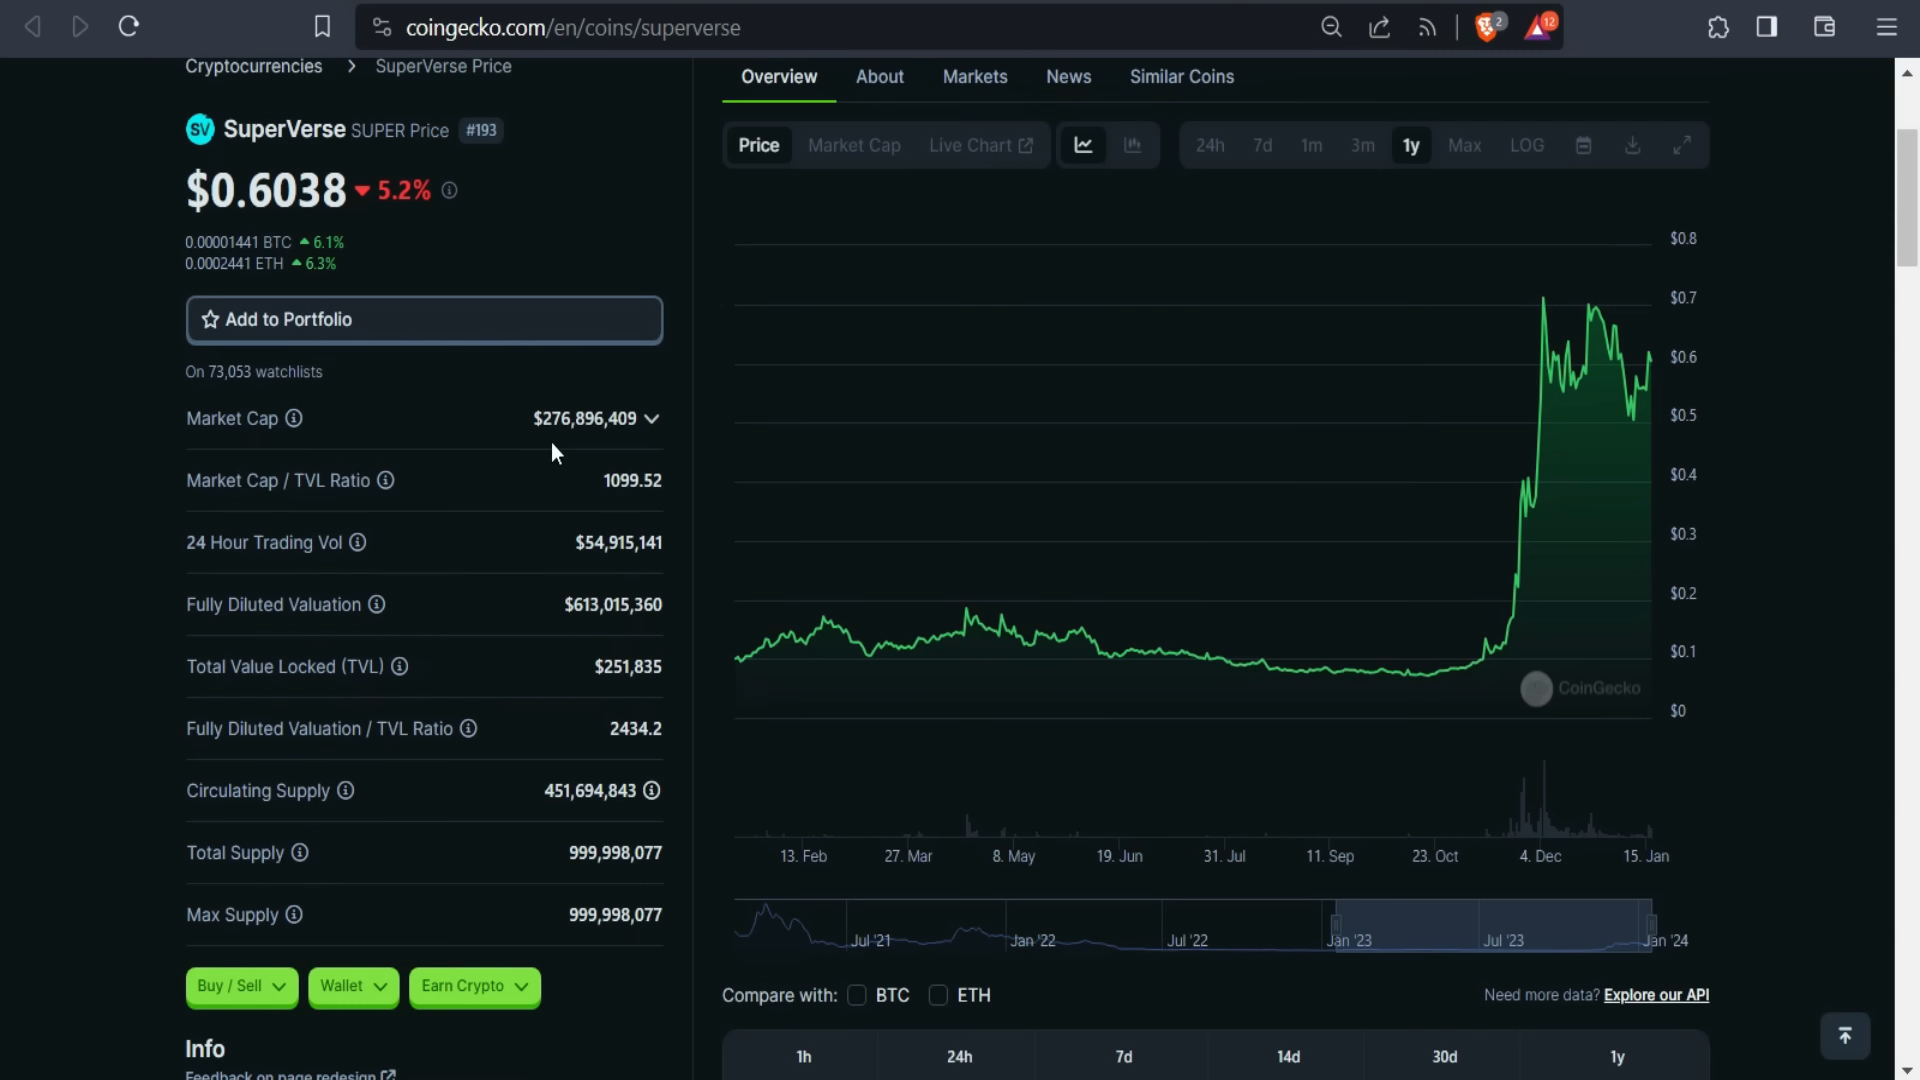 coingecko.com/en/coins/superverse
2
12
Cryptocurrencies > SuperVerse Price
SV SuperVerse SUPER Price #193
$0.6038 5.2%
0.00001441 BTC 6.1%
0.0002441 ETH 6.3%
Add to Portfolio
On 73,053 watchlists
Market Cap $276,896,409
Market Cap / TVL Ratio 1099.52
24 Hour Trading Vol $54,915,141
Fully Diluted Valuation $613,015,360
Total Value Locked (TVL) $251,835
Fully Diluted Valuation / TVL Ratio 2434.2
Circulating Supply 451,694,843
Total Supply 999,998,077
Max Supply 999,998,077
Buy / Sell Wallet Earn Crypto
Info
Feedback on page redesign
Overview About Markets News Similar Coins
Price Market Cap Live Chart 24h 7d 1m 3m 1y Max LOG
$0.8
$0.7
$0.6
$0.5
$0.4
$0.3
$0.2
$0.1
CoinGecko
$0
13. Feb 27. Mar 8. May 19. Jun 31. Jul 11. Sep 23. Oct 4. Dec 15. Jan
Jul '21 Jan '22 Jul '22 Jan '23 Jul '23 Jan '24
Compare with: BTC ETH Need more data? Explore our API
1h 24h 7d 14d 30d 1y